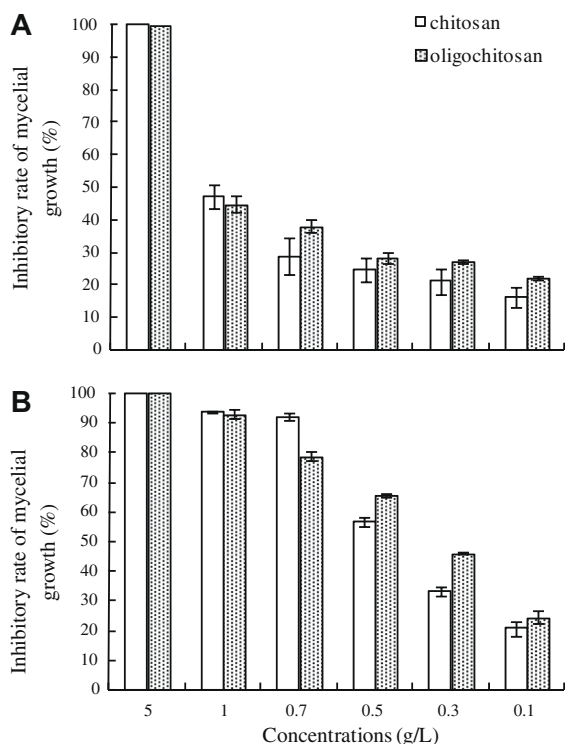 A
chitosan
oligochitosan
Inhibitory rate of mycelial
growth (%)
100
90
80
70
60
50
40
30
20
10
0
B
Inhibitory rate of mycelial
growth (%)
100
90
80
70
60
50
40
30
20
10
0
5 1 0.7 0.5 0.3 0.1
Concentrations (g/L)